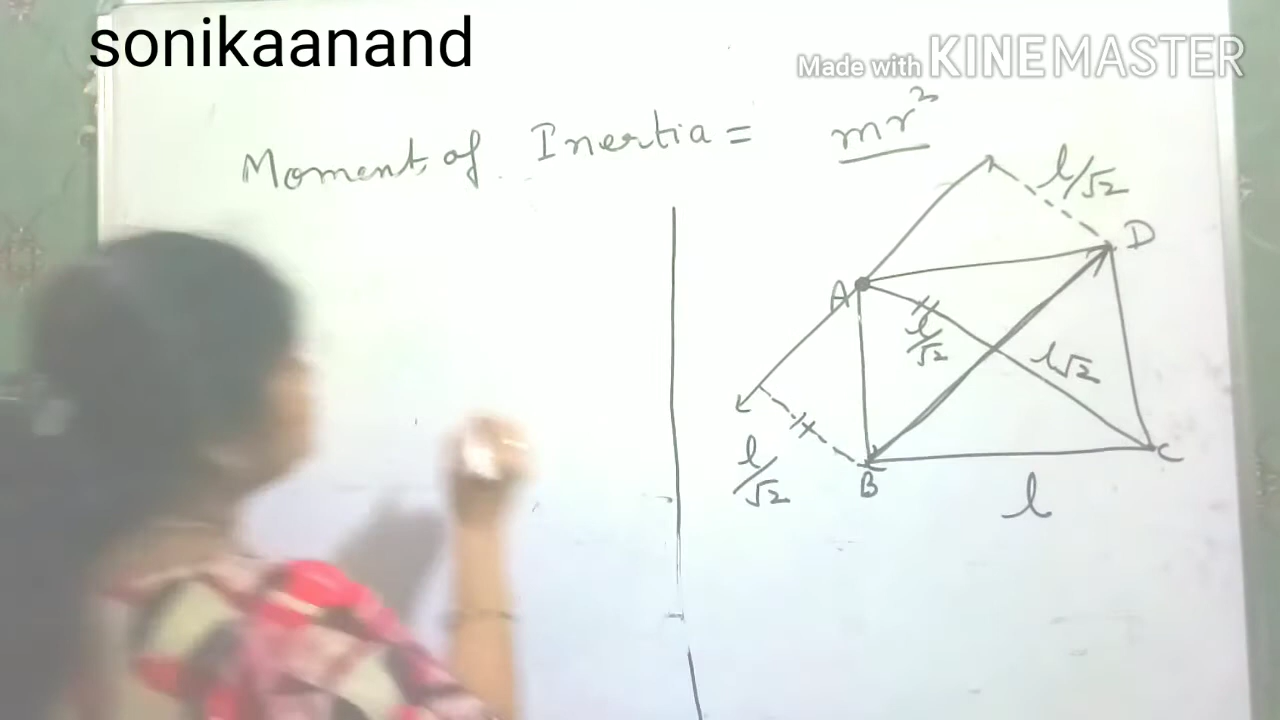 sonikaanand
Made with KINEMASTER
Moment of Inertia = mr²
l/√2
D
A
l/√2
l√2
l/√2
B
C
l